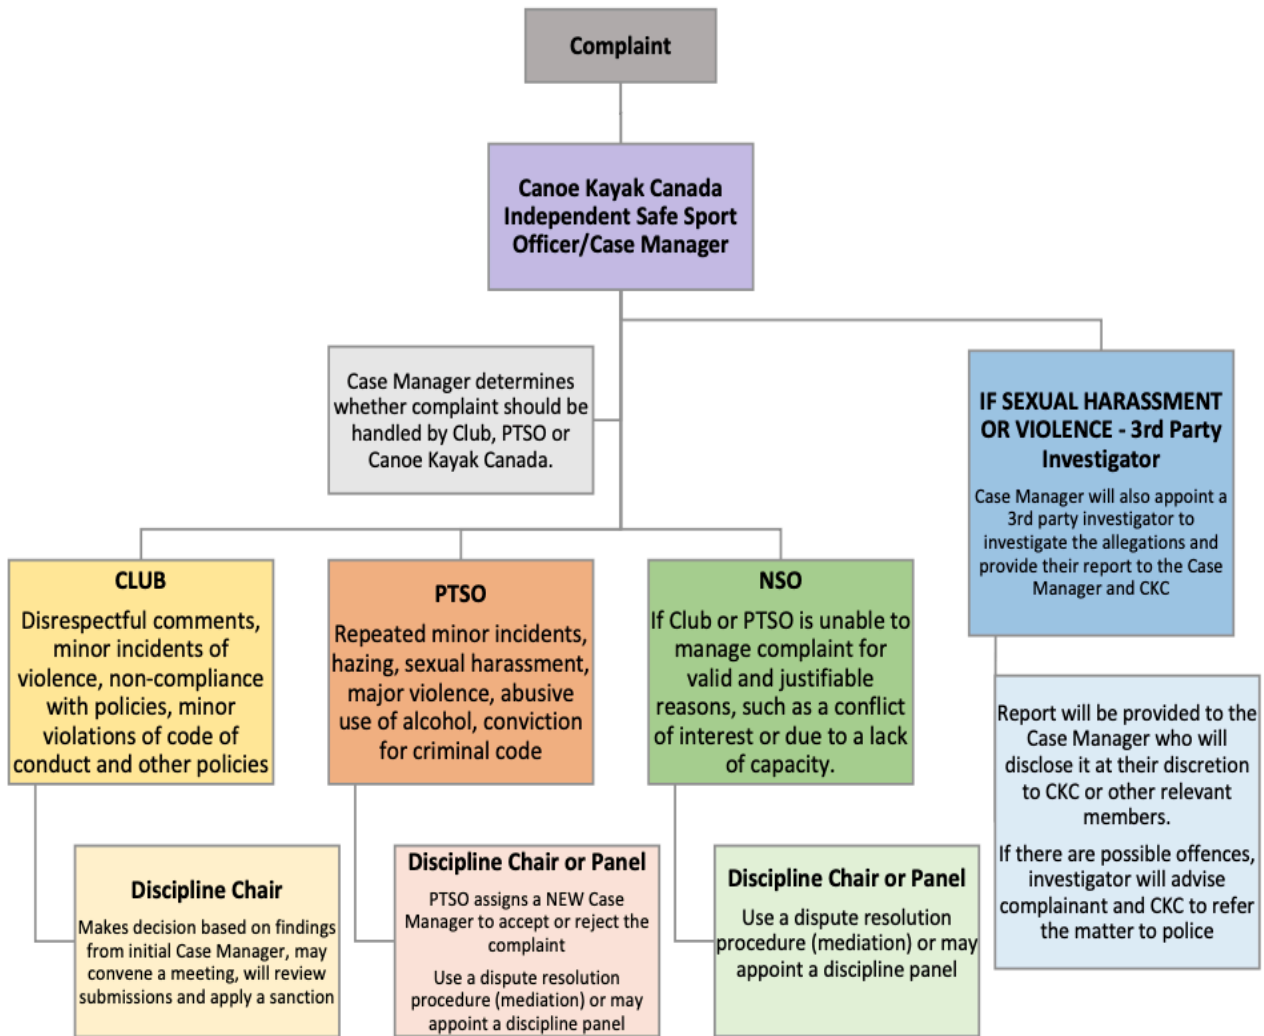 Complaint
Canoe Kayak Canada
Independent Safe Sport
Officer/Case Manager
Case Manager determines
whether complaint should be
handled by Club, PTSO or
Canoe Kayak Canada.
IF SEXUAL HARASSMENT
OR VIOLENCE - 3rd Party
Investigator
Case Manager will also appoint a
3rd party investigator to
investigate the allegations and
provide their report to the Case
Manager and CKC
CLUB
Disrespectful comments,
minor incidents of
violence, non-compliance
with policies, minor
violations of code of
conduct and other policies
PTSO
Repeated minor incidents,
hazing, sexual harassment,
major violence, abusive
use of alcohol, conviction
for criminal code
NSO
If Club or PTSO is unable to
manage complaint for
valid and justifiable
reasons, such as a conflict
of interest or due to a lack
of capacity.
Report will be provided to the
Case Manager who will
disclose it at their discretion
to CKC or other relevant
members.
If there are possible offences,
investigator will advise
complainant and CKC to refer
the matter to police
Discipline Chair
Makes decision based on findings
from initial Case Manager, may
convene a meeting, will review
submissions and apply a sanction
Discipline Chair or Panel
PTSO assigns a NEW Case
Manager to accept or reject the
complaint
Use a dispute resolution
procedure (mediation) or may
appoint a discipline panel
Discipline Chair or Panel
Use a dispute resolution
procedure (mediation) or may
appoint a discipline panel